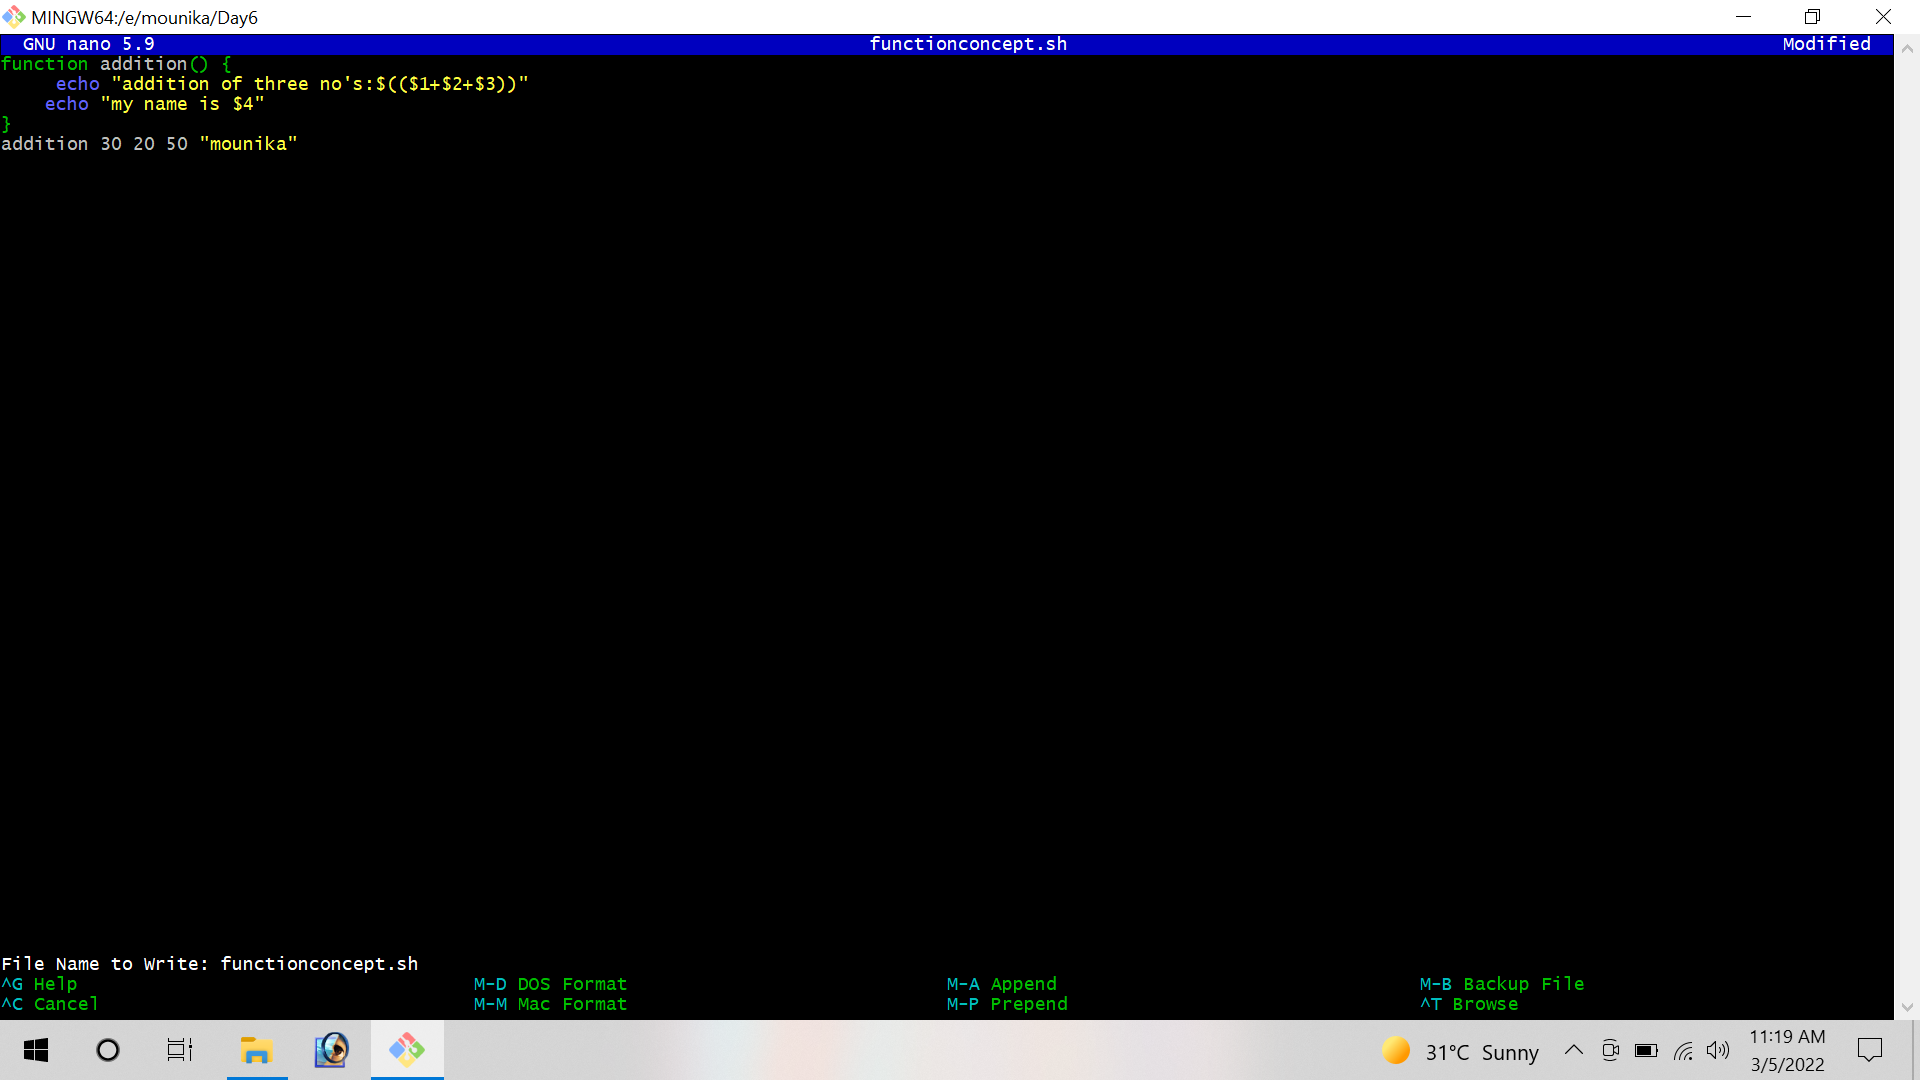 MINGW64:/e/mounika/Day6
GNU nano 5.9 functionconcept.sh Modified
function addition() {
     echo "addition of three no's:$(($1+$2+$3))"
    echo "my name is $4"
}
addition 30 20 50 "mounika"
File Name to Write: functionconcept.sh
^G Help M-D DOS Format M-A Append M-B Backup File
^C Cancel M-M Mac Format M-P Prepend ^T Browse
31°C Sunny
11:19 AM
3/5/2022